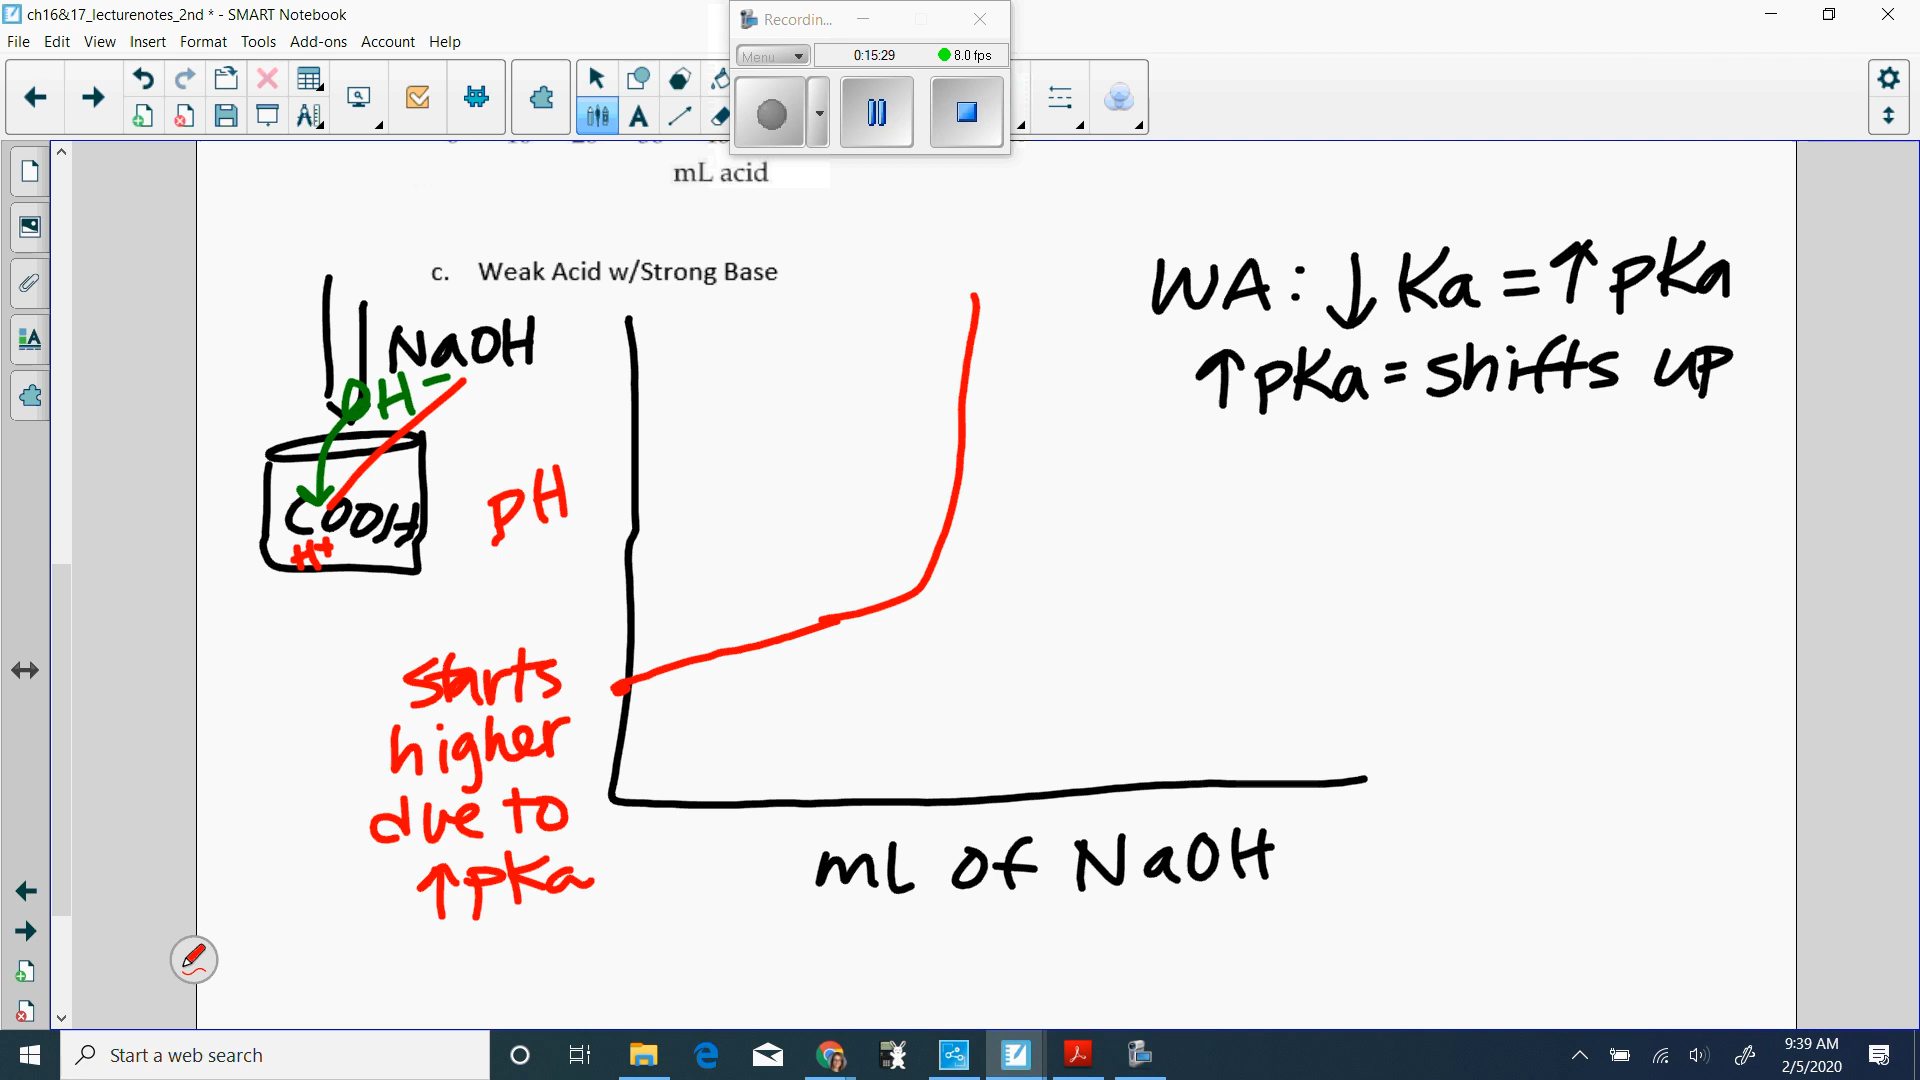 ch16&17_lecturenotes_2nd * - SMART Notebook
Recordin...
File Edit View Insert Format Tools Add-ons Account Help
Menu
0:15:29
8.0 fps
mL acid
c. Weak Acid w/Strong Base
WA: ↓ Ka = ↑ pKa
↑ pKa = shifts up
NaOH
OH⁻
COOH
H+
pH
starts
higher
due to
↑pKa
mL of NaOH
Start a web search
9:39 AM
2/5/2020